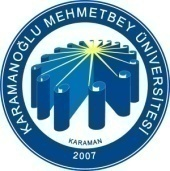 KARAMANOĞLU MEHMETBEY ÜNİVERSİTESİ
KARAMAN
2007